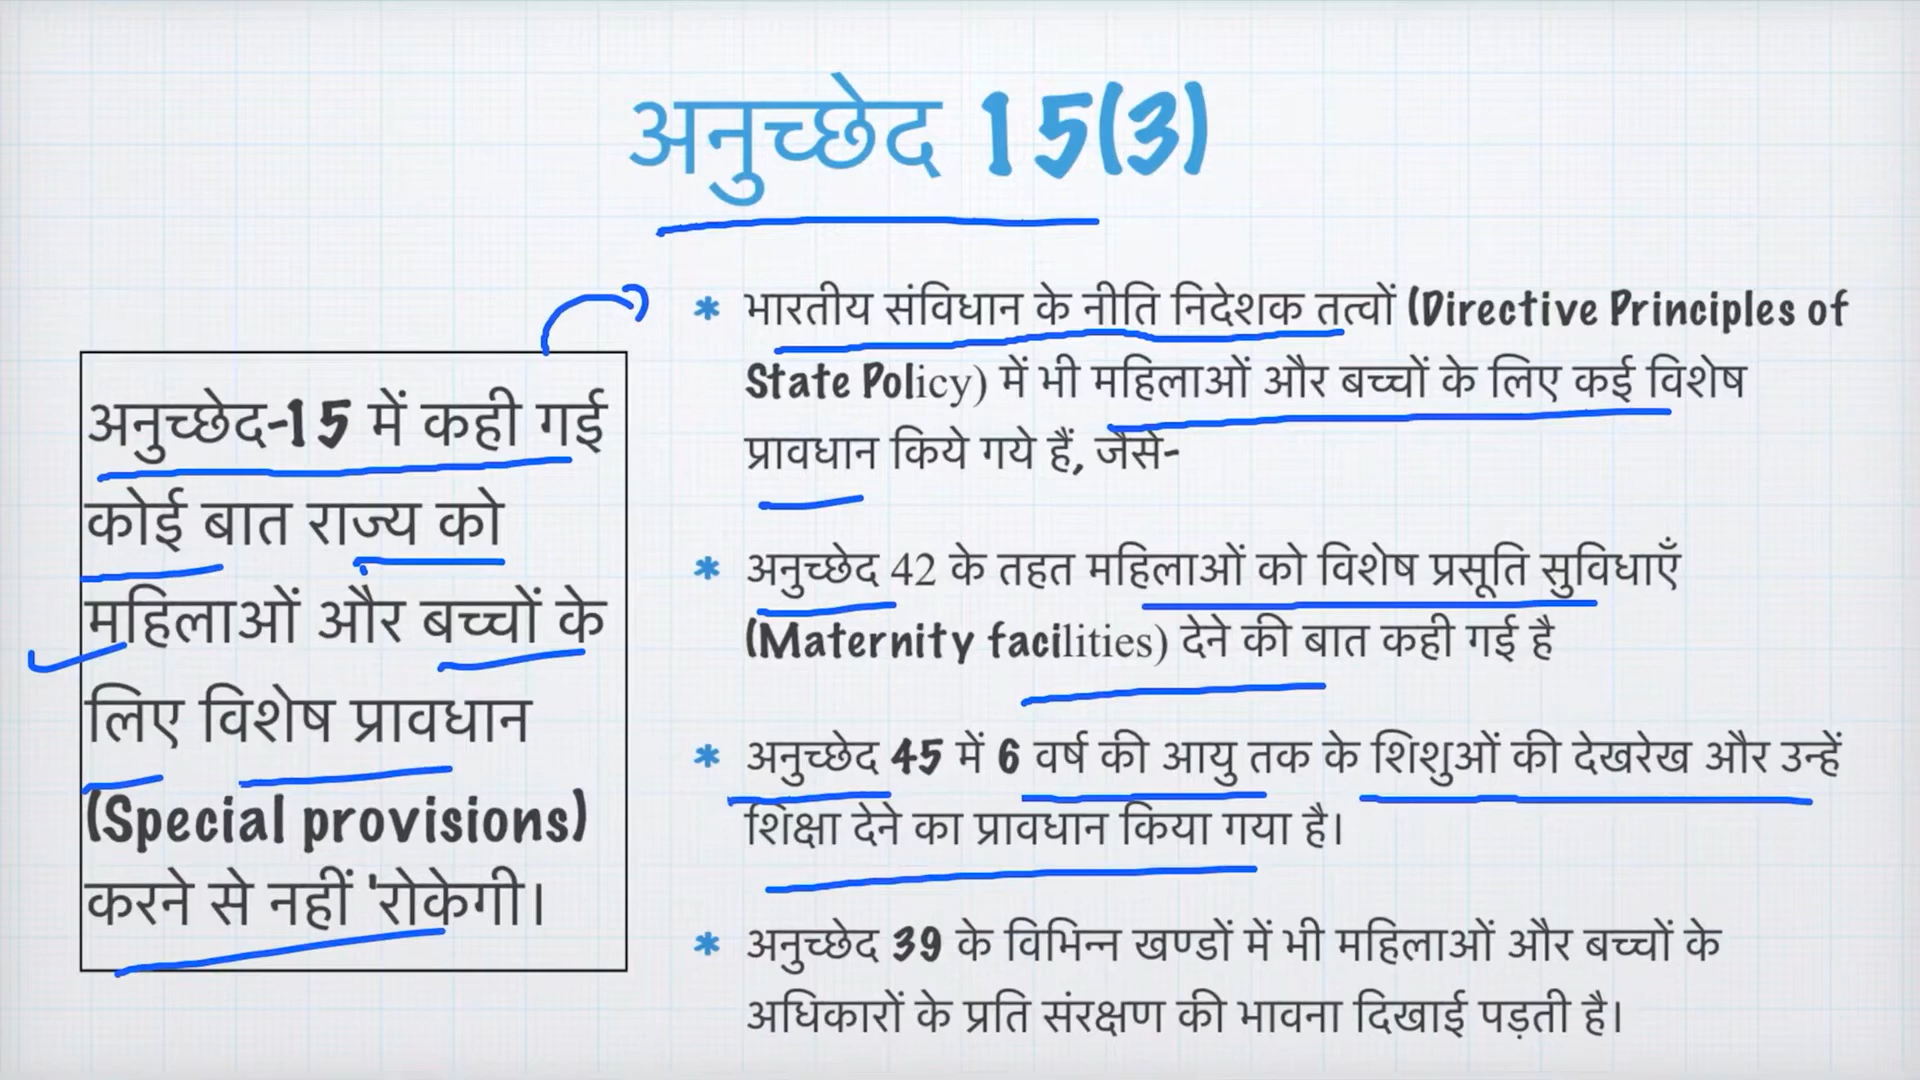 अनुच्छेद 15(3)
अनुच्छेद-15 में कही गई
कोई बात राज्य को
महिलाओं और बच्चों के
लिए विशेष प्रावधान
(Special provisions)
करने से नहीं 'रोकेगी।
* भारतीय संविधान के नीति निदेशक तत्वों (Directive Principles of
State Policy) में भी महिलाओं और बच्चों के लिए कई विशेष
प्रावधान किये गये हैं, जैसे-
* अनुच्छेद 42 के तहत महिलाओं को विशेष प्रसूति सुविधाएँ
(Maternity facilities) देने की बात कही गई है
* अनुच्छेद 45 में 6 वर्ष की आयु तक के शिशुओं की देखरेख और उन्हें
शिक्षा देने का प्रावधान किया गया है।
* अनुच्छेद 39 के विभिन्न खण्डों में भी महिलाओं और बच्चों के
अधिकारों के प्रति संरक्षण की भावना दिखाई पड़ती है।